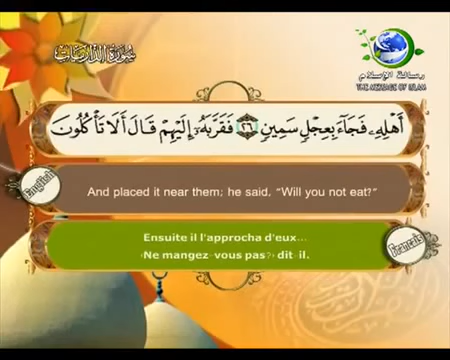 سورة الذاريات
رسالة الإسلام
THE MESSAGE OF ISLAM
أَهْلِهِۦ فَجَآءَ بِعِجْلٍ سَمِينٍ ٢٦ فَقَرَّبَهُۥٓ إِلَيْهِمْ قَالَ أَلَا تَأْكُلُونَ
English
And placed it near them; he said, "Will you not eat?"
Ensuite il l'approcha d'eux...
‹Ne mangez-vous pas?› dit-il.
Français